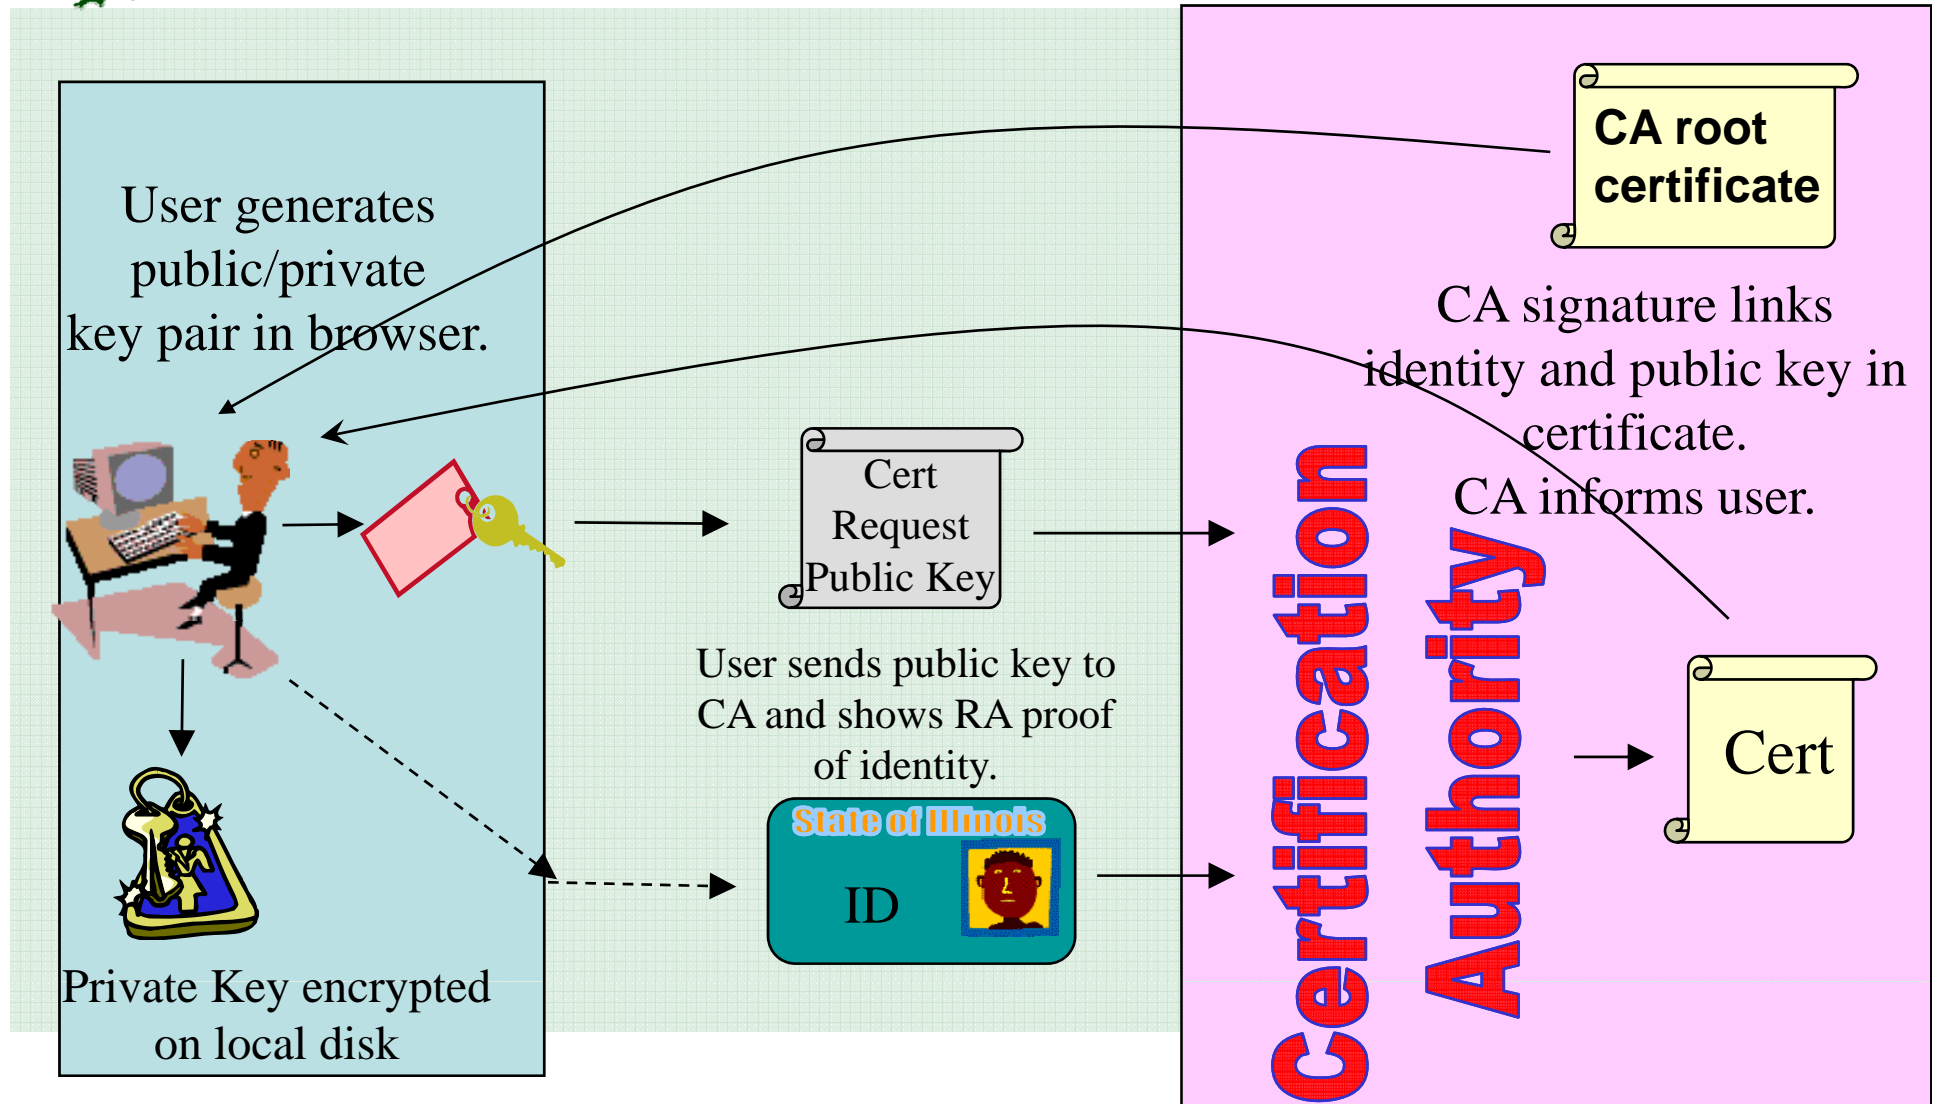 User generates
public/private
key pair in browser.
Private Key encrypted
on local disk
Cert
Request
Public Key
User sends public key to
CA and shows RA proof
of identity.
State of Illinois
ID
CA root
certificate
CA signature links
identity and public key in
certificate.
CA informs user.
Certification
Authority
Cert